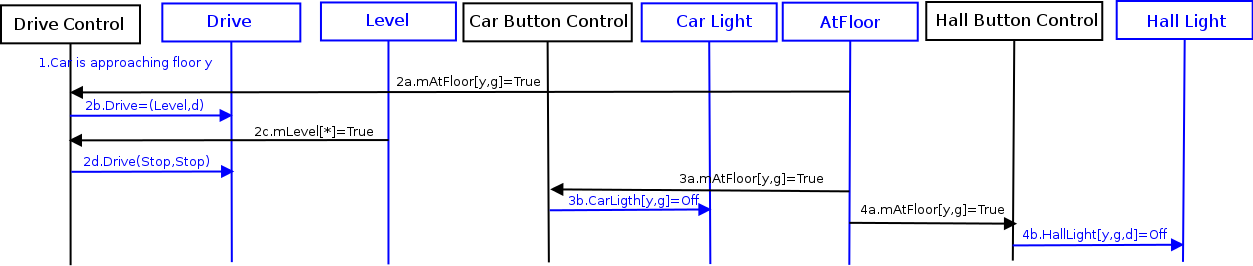 Drive Control
Drive
Level
Car Button Control
Car Light
AtFloor
Hall Button Control
Hall Light
1.Car is approaching floor y
2a.mAtFloor[y,g]=True
2b.Drive=(Level,d)
2c.mLevel[*]=True
2d.Drive(Stop,Stop)
3a.mAtFloor[y,g]=True
3b.CarLigth[y,g]=Off
4a.mAtFloor[y,g]=True
4b.HallLight[y,g,d]=Off